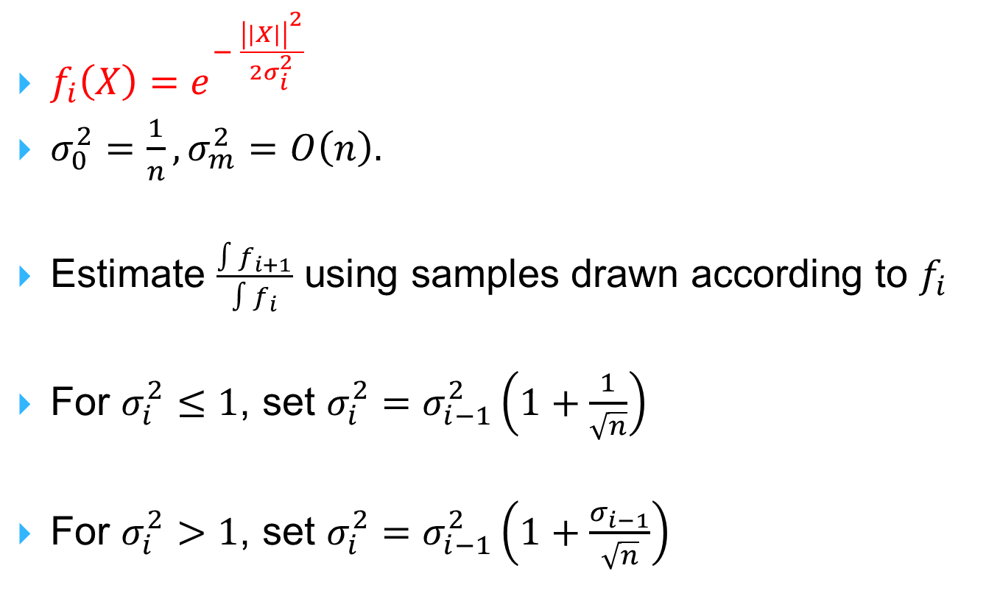 ▶ $f_i(X) = e^{-\frac{||X||^2}{2\sigma_i^2}}$
▶ $\sigma_0^2 = \frac{1}{n}, \sigma_m^2 = O(n).$
▶ Estimate $\frac{\int f_{i+1}}{\int f_i}$ using samples drawn according to $f_i$
▶ For $\sigma_i^2 \leq 1$, set $\sigma_i^2 = \sigma_{i-1}^2 \left(1 + \frac{1}{\sqrt{n}}\right)$
▶ For $\sigma_i^2 > 1$, set $\sigma_i^2 = \sigma_{i-1}^2 \left(1 + \frac{\sigma_{i-1}}{\sqrt{n}}\right)$